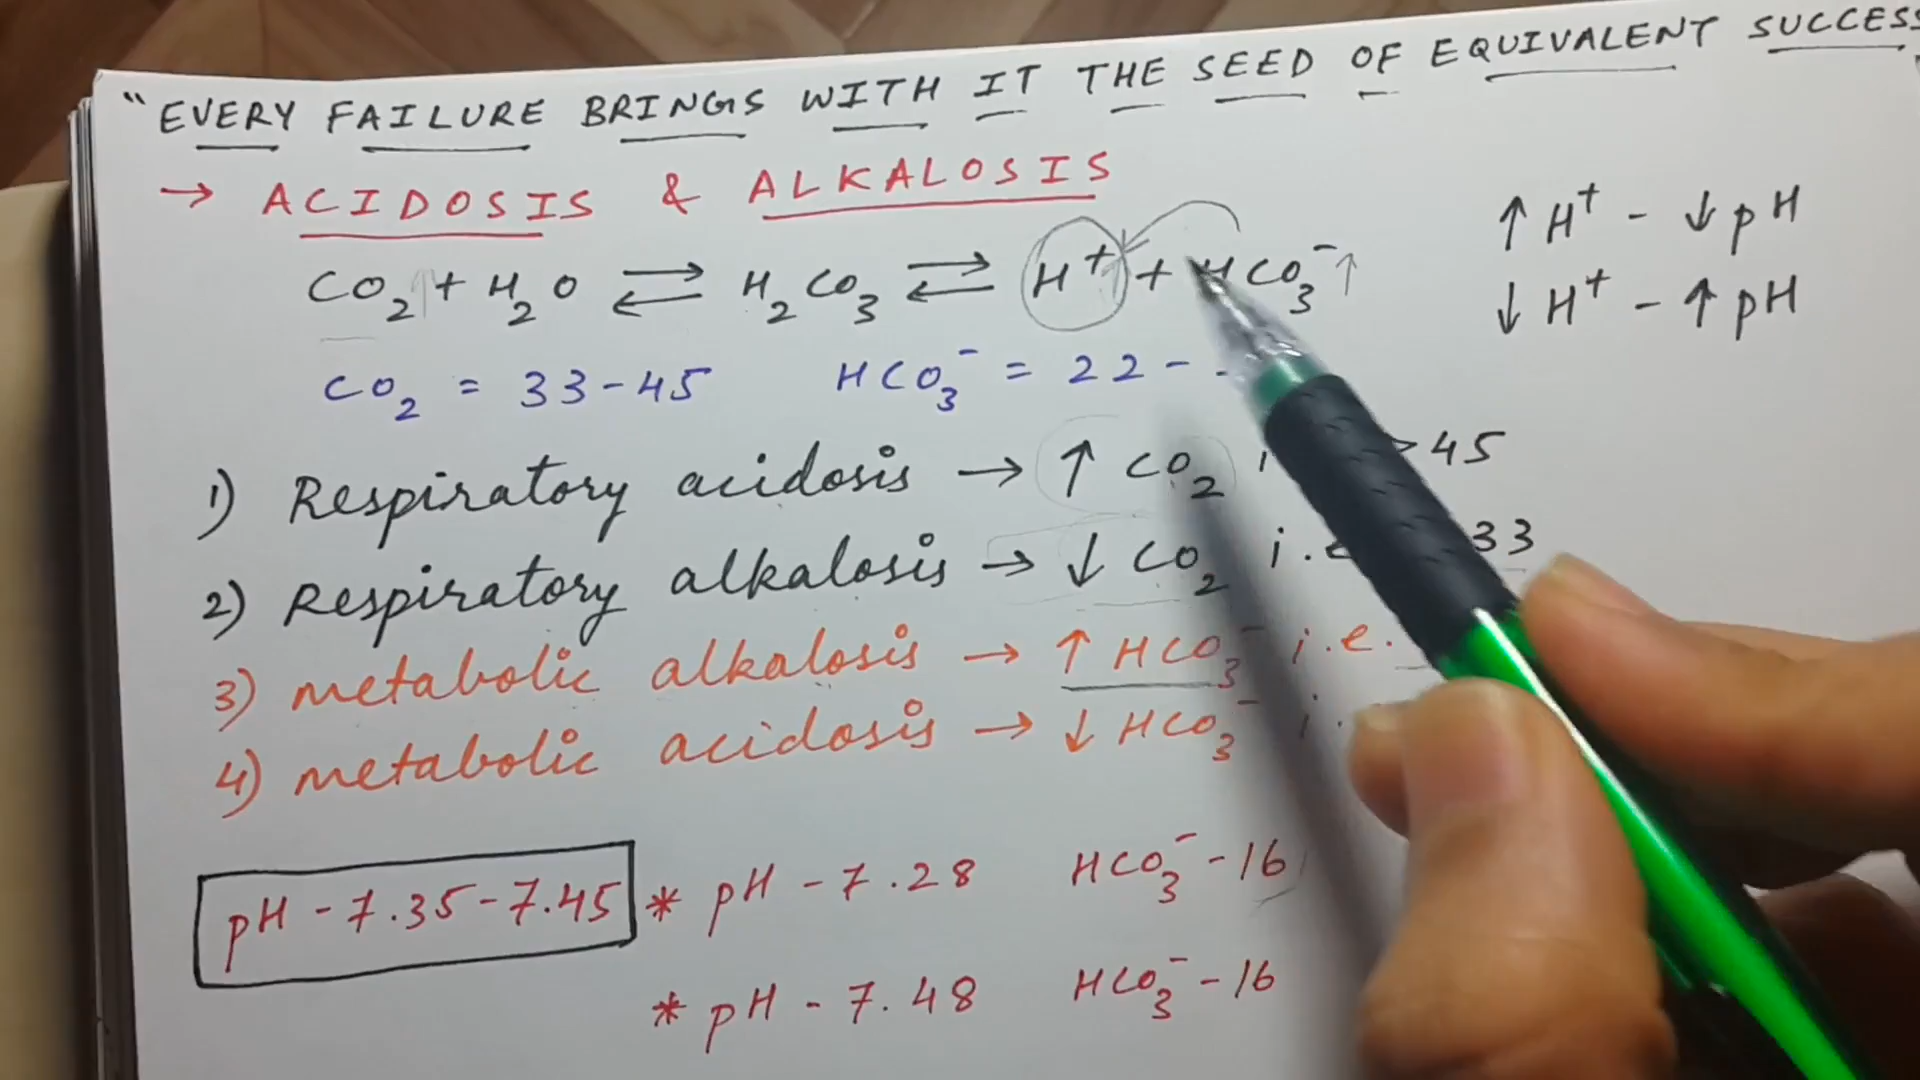 "EVERY FAILURE BRINGS WITH IT THE SEED OF EQUIVALENT SUCCESS
→ ACIDOSIS & ALKALOSIS
CO₂ + H₂O ⇌ H₂CO₃ ⇌ H⁺ + HCO₃⁻ ↑
↑ H⁺ - ↓ pH
↓ H⁺ - ↑ pH
CO₂ = 33-45 HCO₃⁻ = 22-
1) Respiratory acidosis → ↑ CO₂ i >45
2) Respiratory alkalosis → ↓ CO₂ i.e 33
3) metabolic alkalosis → ↑ HCO₃⁻ i.e.
4) metabolic acidosis → ↓ HCO₃⁻ i.
pH - 7.35-7.45
* pH - 7.28 HCO₃⁻ - 16
* pH - 7.48 HCO₃⁻ - 16